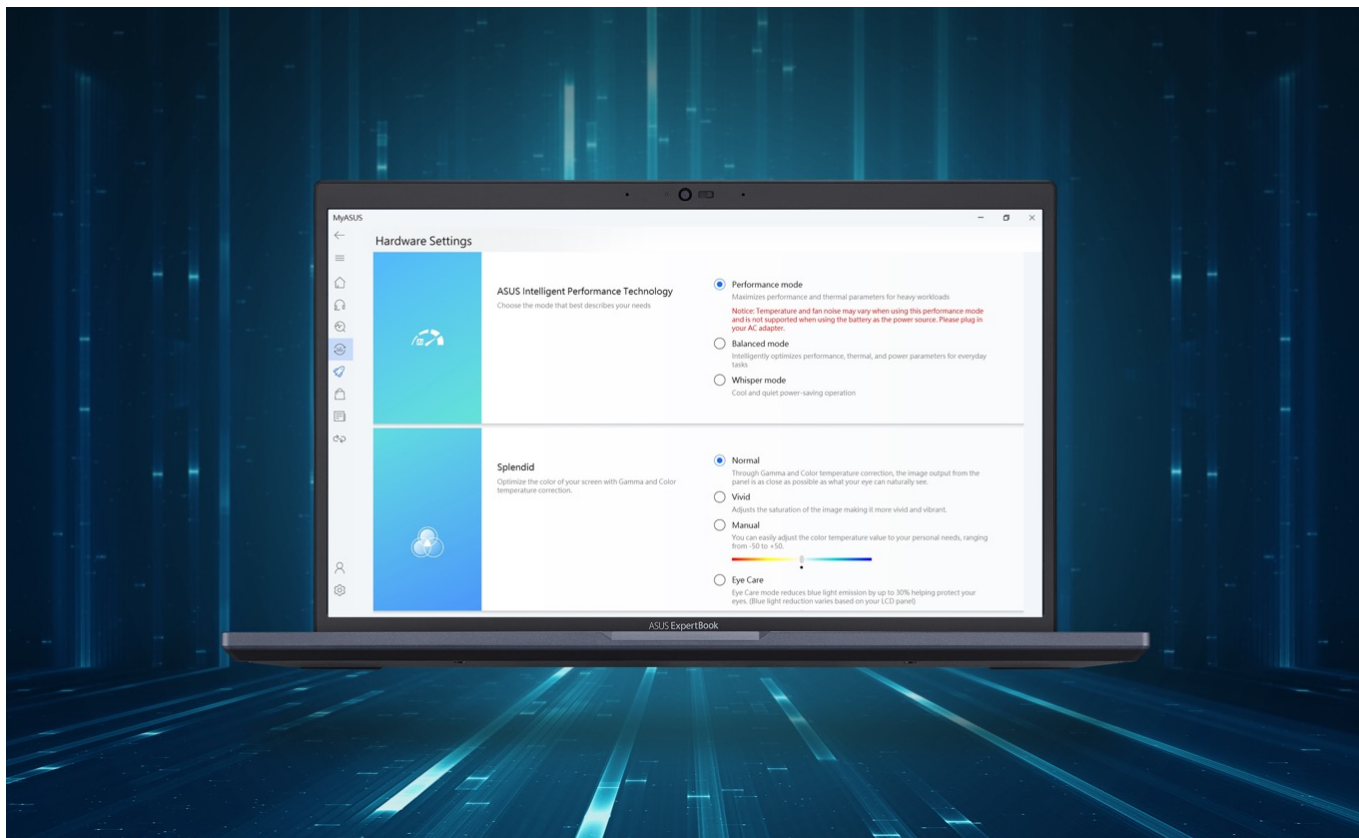 MyASUS
Hardware Settings
ASUS Intelligent Performance Technology
Choose the mode that best describes your needs
Performance mode
Maximizes performance and thermal parameters for heavy workloads
Notice: Temperature and fan noise may vary when using this performance mode
and is not supported when using the battery as the power source. Please plug in
your AC adapter.
Balanced mode
Intelligently optimizes performance, thermal, and power parameters for everyday
tasks
Whisper mode
Cool and quiet power-saving operation
Splendid
Optimize the color of your screen with Gamma and Color
temperature correction.
Normal
Through Gamma and Color temperature correction, the image output from the
panel is as close as possible as what your eye can naturally see.
Vivid
Adjusts the saturation of the image making it more vivid and vibrant.
Manual
You can easily adjust the color temperature value to your personal needs, ranging
from -50 to +50.
Eye Care
Eye Care mode reduces blue light emission by up to 30% helping protect your
eyes. (Blue light reduction varies based on your LCD panel)
ASUS ExpertBook